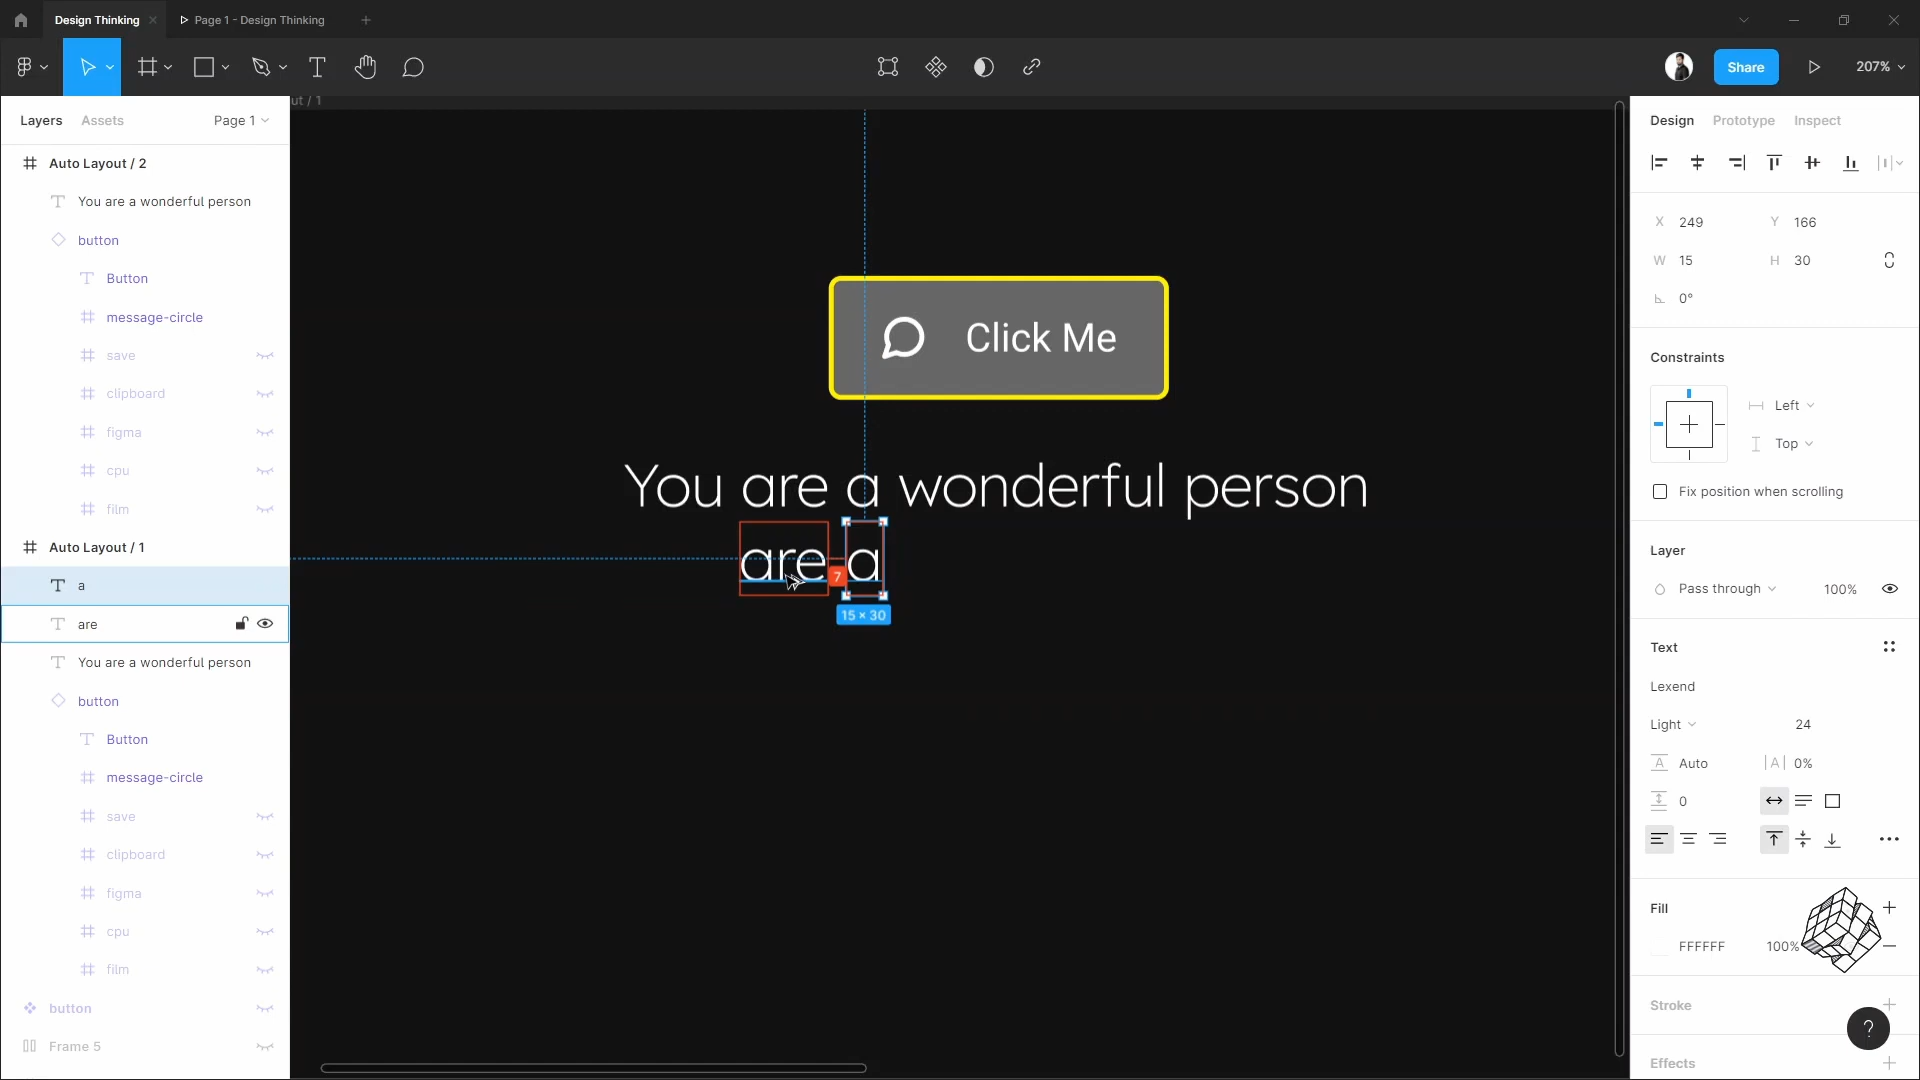 Design Thinking
Page 1 - Design Thinking
Share
207%
ut / 1
Layers
Assets
Page 1
Auto Layout / 2
You are a wonderful person
button
Button
message-circle
save
clipboard
figma
cpu
film
Auto Layout / 1
a
are
You are a wonderful person
button
Button
message-circle
save
clipboard
figma
cpu
film
button
Frame 5
Click Me
You are a wonderful person
are a
7
15 × 30
Design
Prototype
Inspect
X 249
Y 166
W 15
H 30
0°
Constraints
Left
Top
Fix position when scrolling
Layer
Pass through
100%
Text
Lexend
Light
24
A Auto
|A| 0%
0
Fill
FFFFFF
100%
Stroke
Effects
?